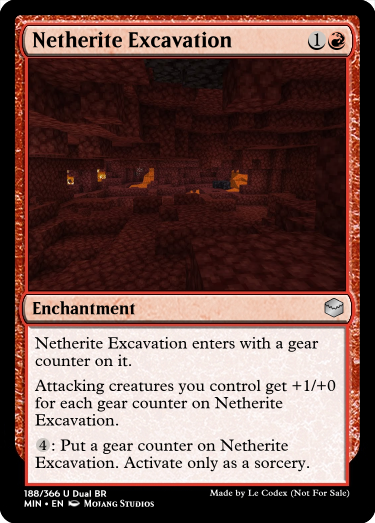 Netherite Excavation 1
Enchantment
Netherite Excavation enters with a gear
counter on it.
Attacking creatures you control get +1/+0
for each gear counter on Netherite
Excavation.
4: Put a gear counter on Netherite
Excavation. Activate only as a sorcery.
188/366 U Dual BR
MIN • EN Mojang Studios
Made by Le Codex (Not For Sale)